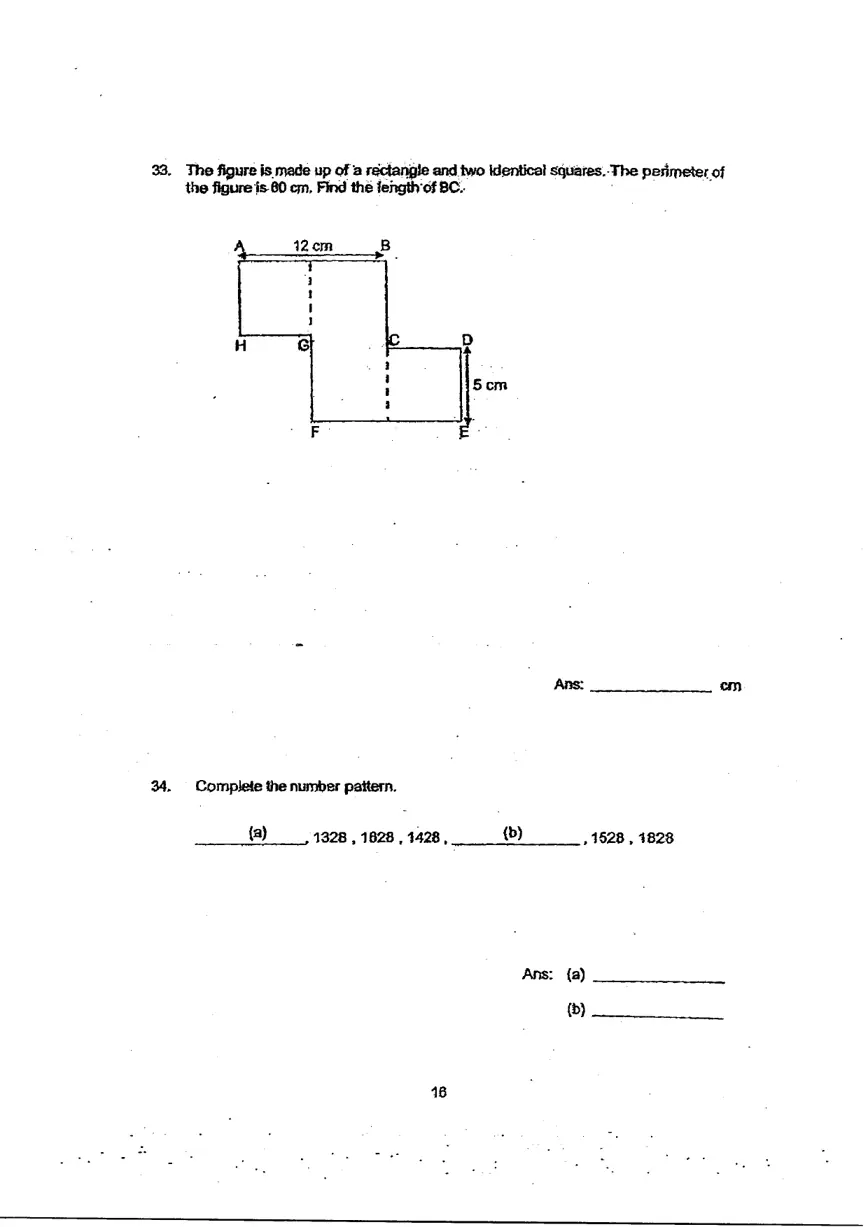 33. The figure is made up of a rectangle and two identical squares. The perimeter of
the figure is 60 cm. Find the length of BC.
A 12 cm B
H G C D
5 cm
F E
Ans: ____________ cm
34. Complete the number pattern.
(a) , 1328 , 1628 , 1428 , (b) , 1528 , 1828
Ans: (a) ____________
(b) ____________
16